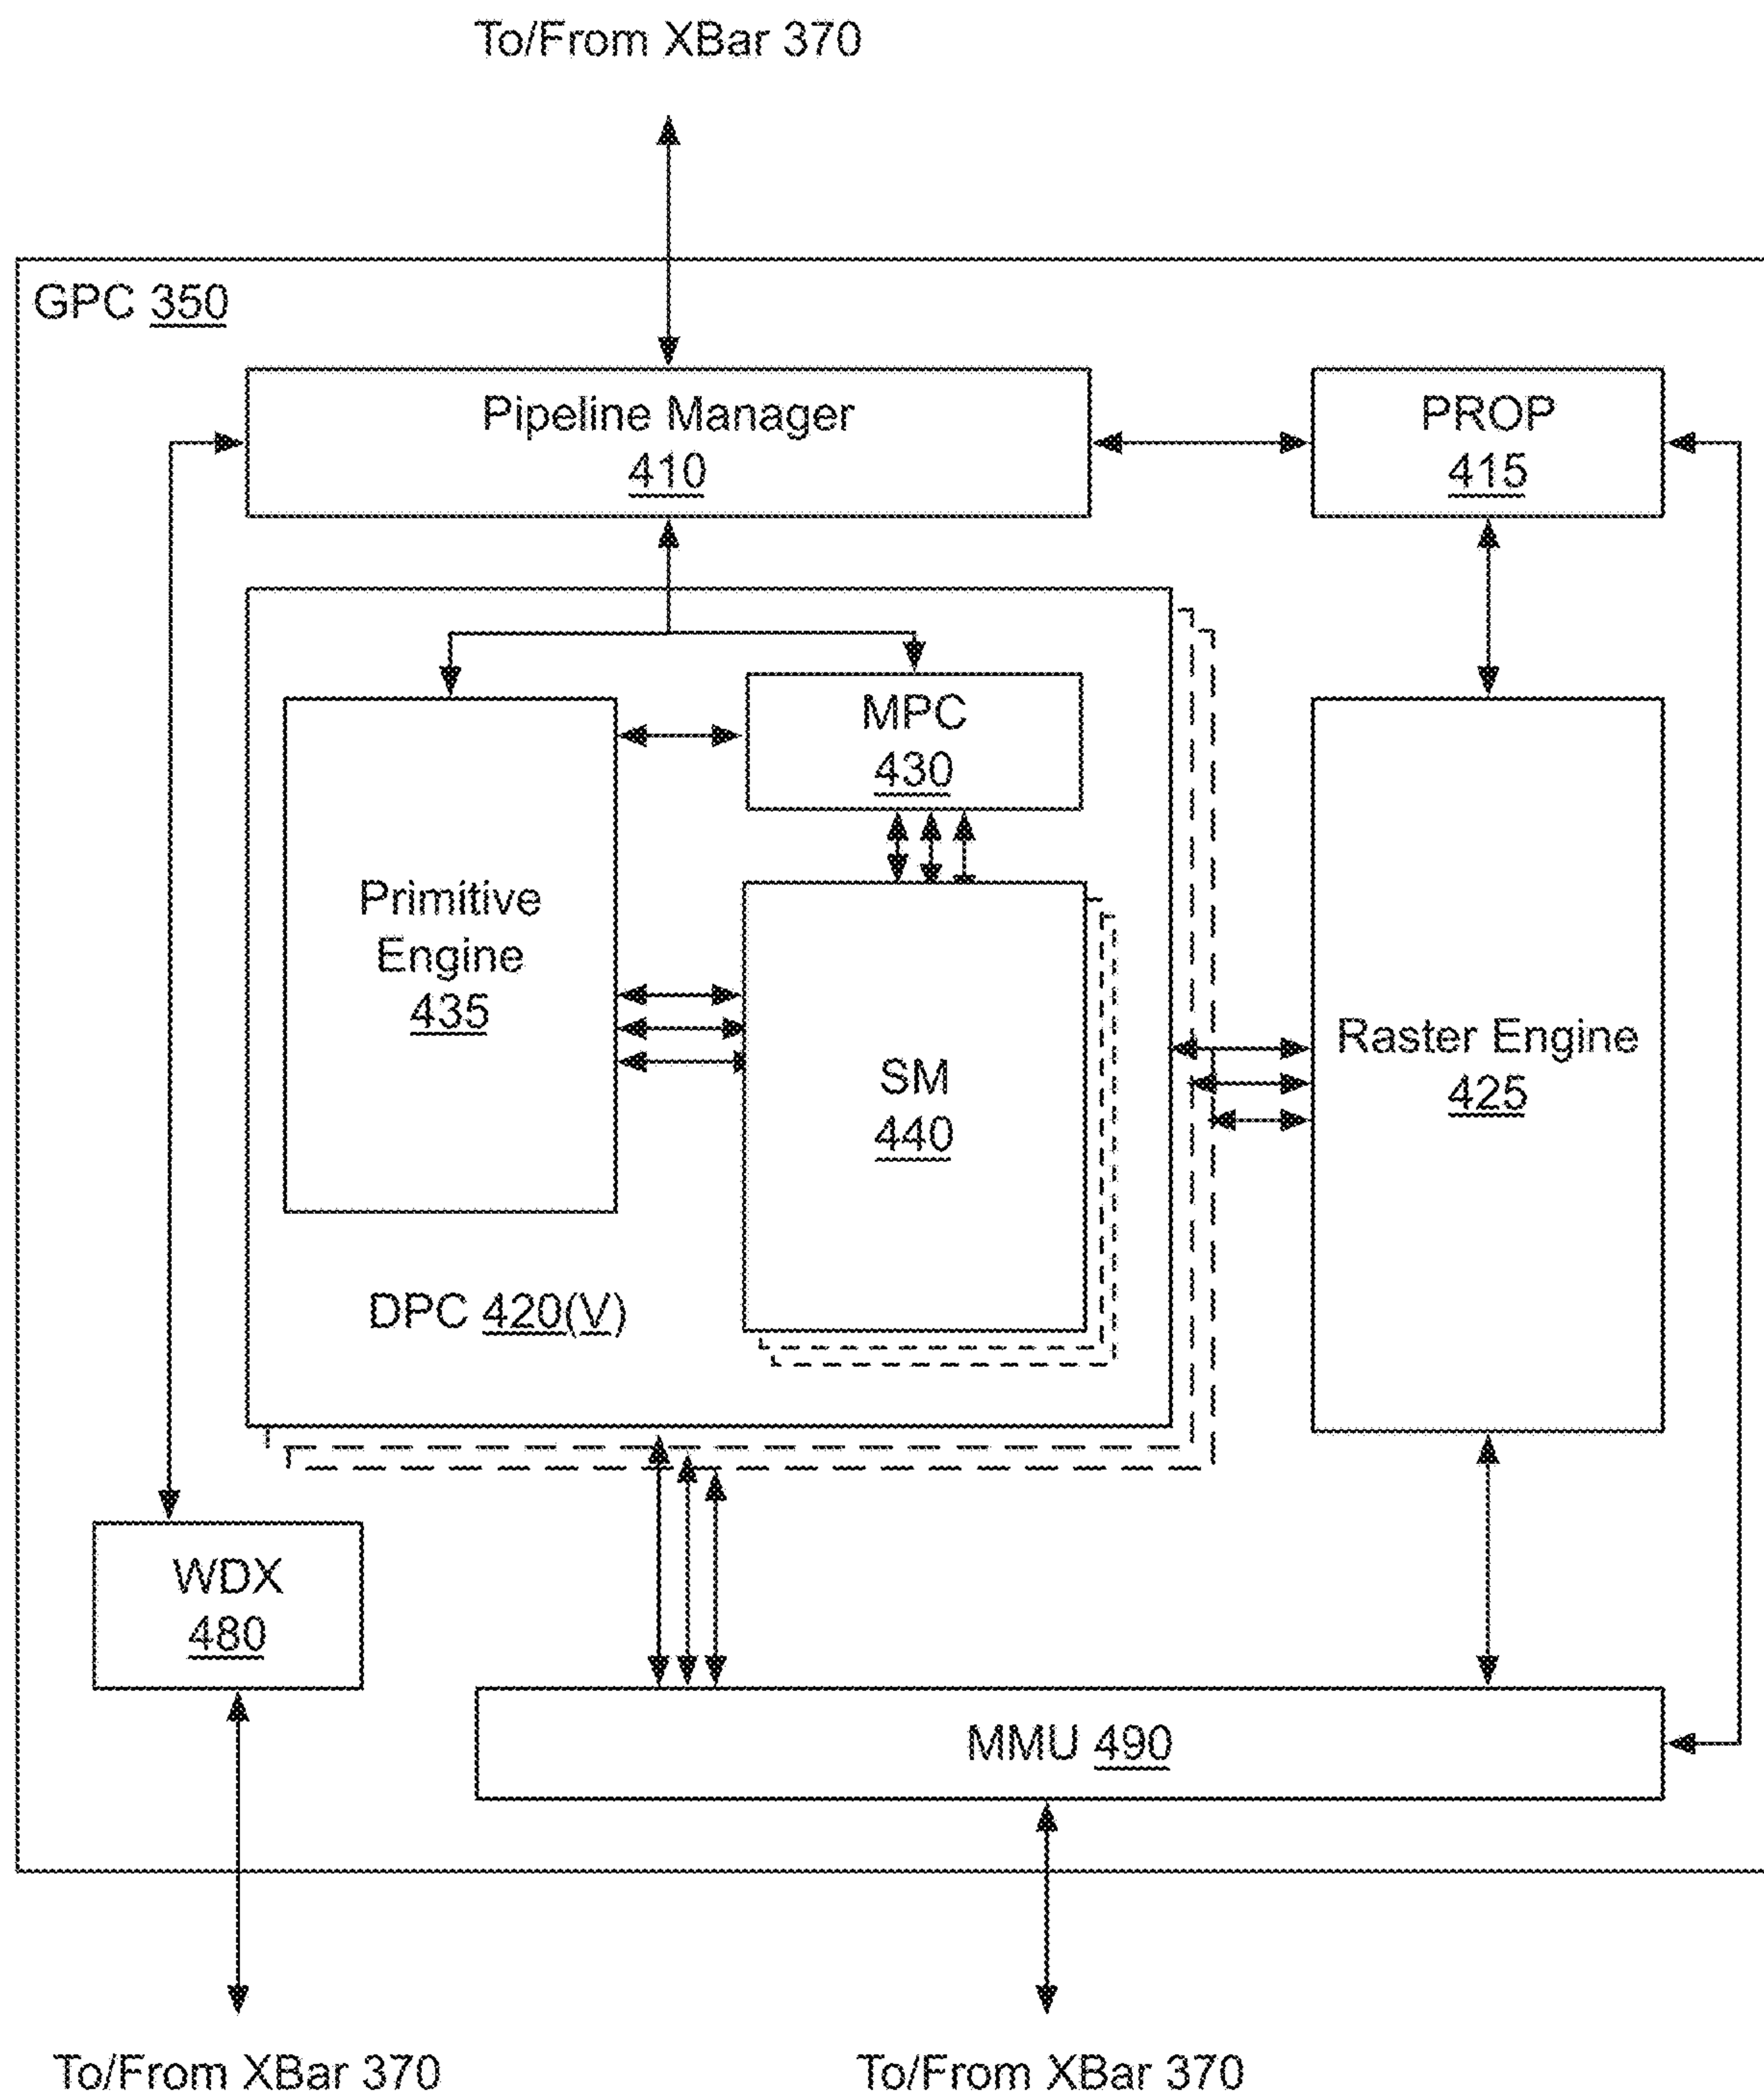 To/From XBar 370
GPC 350
Pipeline Manager
410
PROP
415
MPC
430
Primitive
Engine
435
SM
440
Raster Engine
425
DPC 420(V)
WDX
480
MMU 490
To/From XBar 370
To/From XBar 370